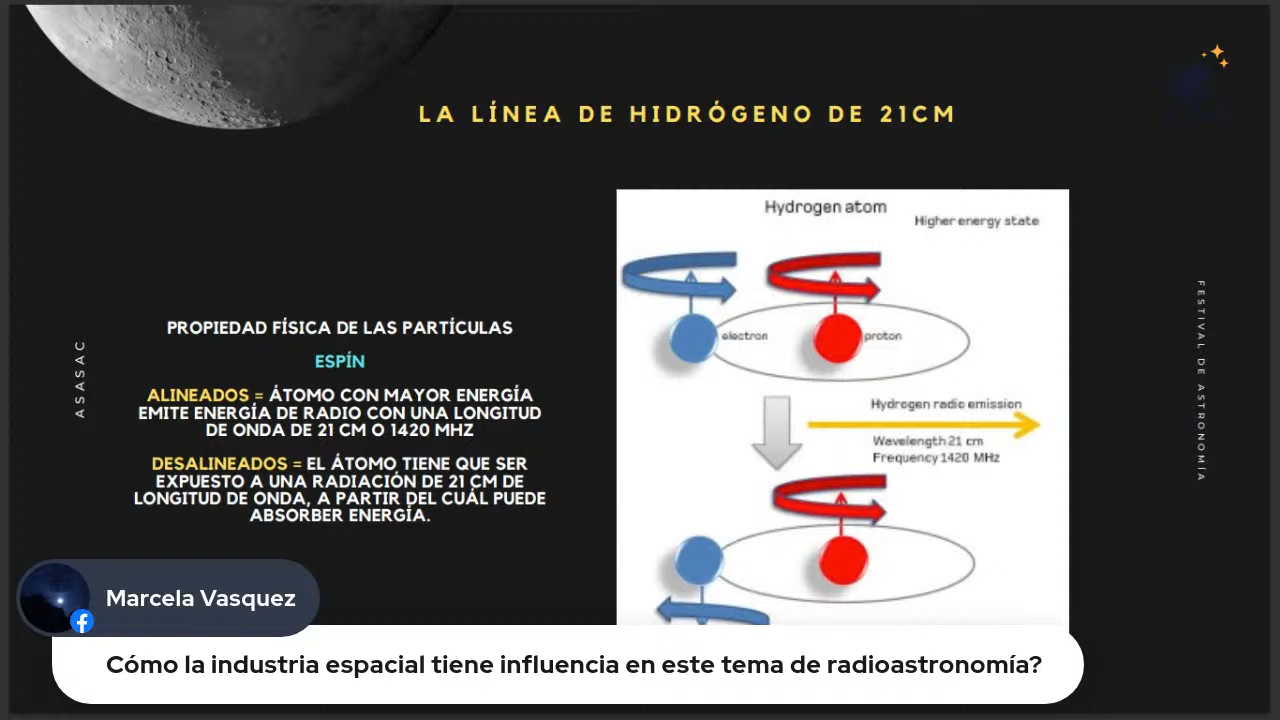 LA LÍNEA DE HIDRÓGENO DE 21CM
ASASAC
PROPIEDAD FÍSICA DE LAS PARTÍCULAS
ESPÍN
ALINEADOS = ÁTOMO CON MAYOR ENERGÍA
EMITE ENERGÍA DE RADIO CON UNA LONGITUD
DE ONDA DE 21 CM O 1420 MHZ
DESALINEADOS = EL ÁTOMO TIENE QUE SER
EXPUESTO A UNA RADIACIÓN DE 21 CM DE
LONGITUD DE ONDA, A PARTIR DEL CUÁL PUEDE
ABSORBER ENERGÍA.
Hydrogen atom
Higher energy state
electron
proton
Hydrogen radio emission
Wavelength 21 cm
Frequency 1420 MHz
FESTIVAL DE ASTRONOMÍA
Marcela Vasquez
Cómo la industria espacial tiene influencia en este tema de radioastronomía?